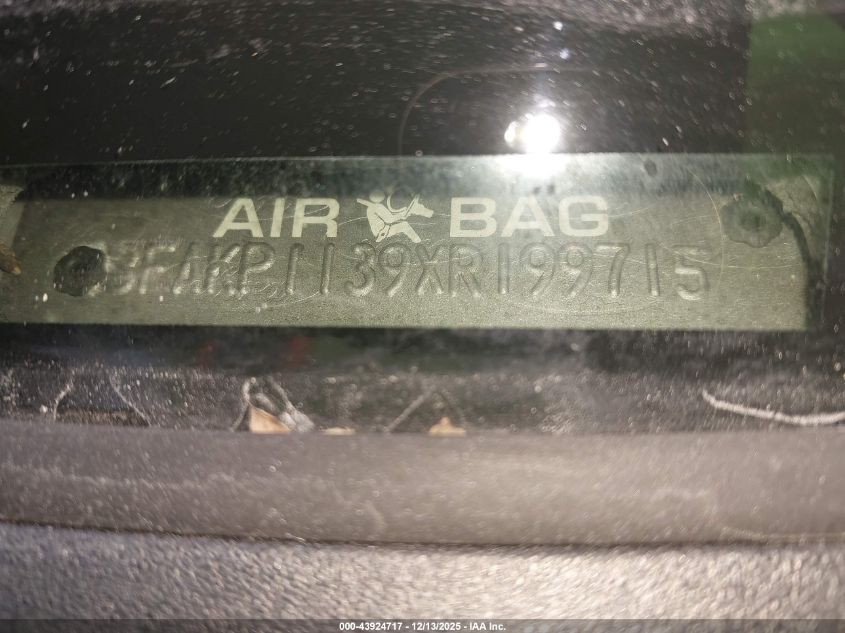 AIR BAG
3FAKP1139XR199715
000-43924717 - 12/13/2025 - IAA Inc.